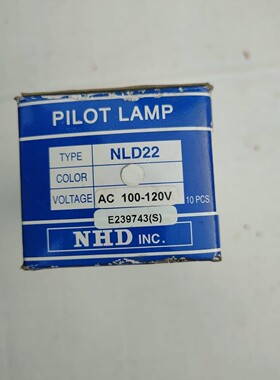 PILOT LAMP
TYPE NLD22
COLOR
VOLTAGE AC 100-120V 10 PCS
E239743(S)
NHD INC.